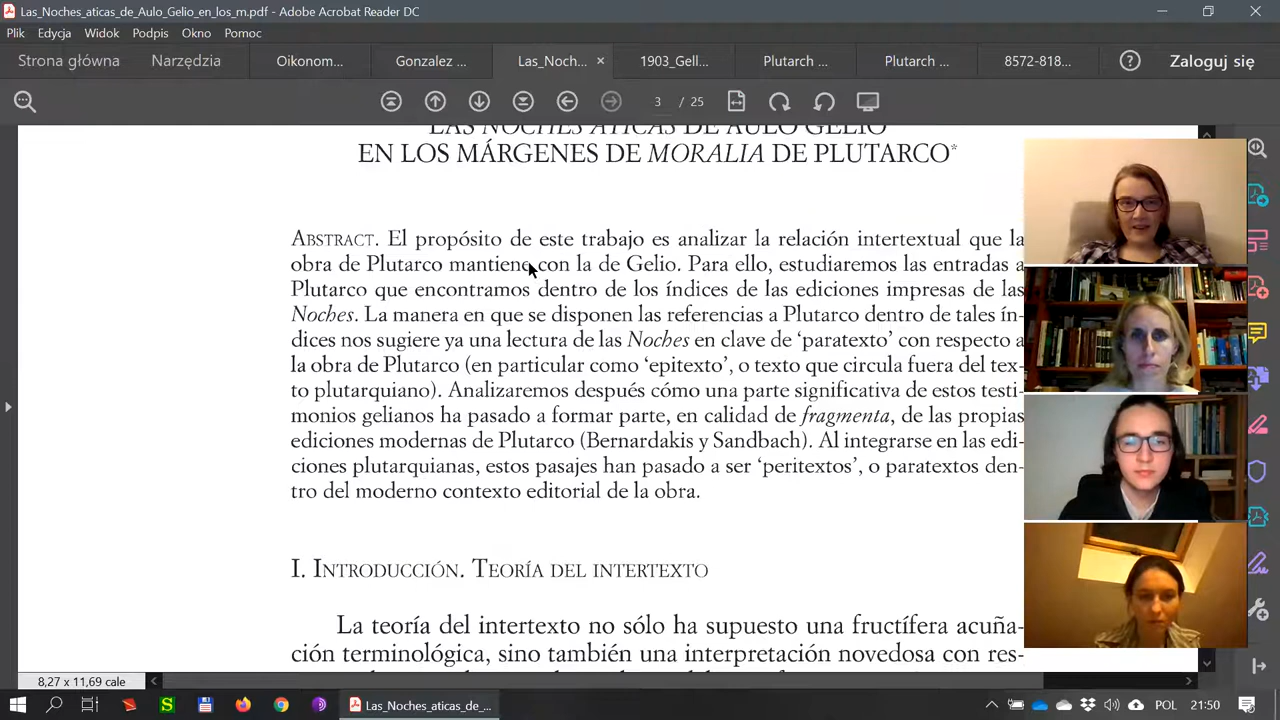 Las_Noches_aticas_de_Aulo_Gelio_en_los_m.pdf - Adobe Acrobat Reader DC
Plik Edycja Widok Podpis Okno Pomoc
Strona główna Narzędzia Oikonom... Gonzalez ... Las_Noch... × 1903_Gell... Plutarch ... Plutarch ... 8572-818... Zaloguj się
3 / 25
LAS NOCHES ÁTICAS DE AULO GELIO
EN LOS MÁRGENES DE MORALIA DE PLUTARCO*
ABSTRACT. El propósito de este trabajo es analizar la relación intertextual que la
obra de Plutarco mantiene con la de Gelio. Para ello, estudiaremos las entradas a
Plutarco que encontramos dentro de los índices de las ediciones impresas de las
Noches. La manera en que se disponen las referencias a Plutarco dentro de tales ín-
dices nos sugiere ya una lectura de las Noches en clave de ‘paratexto’ con respecto a
la obra de Plutarco (en particular como ‘epitexto’, o texto que circula fuera del tex-
to plutarquiano). Analizaremos después cómo una parte significativa de estos testi-
monios gelianos ha pasado a formar parte, en calidad de fragmenta, de las propias
ediciones modernas de Plutarco (Bernardakis y Sandbach). Al integrarse en las edi-
ciones plutarquianas, estos pasajes han pasado a ser ‘peritextos’, o paratextos den-
tro del moderno contexto editorial de la obra.
I. INTRODUCCIÓN. TEORÍA DEL INTERTEXTO
La teoría del intertexto no sólo ha supuesto una fructífera acuña-
ción terminológica, sino también una interpretación novedosa con res-
8,27 x 11,69 cale
Las_Noches_aticas_de_...
POL 21:50